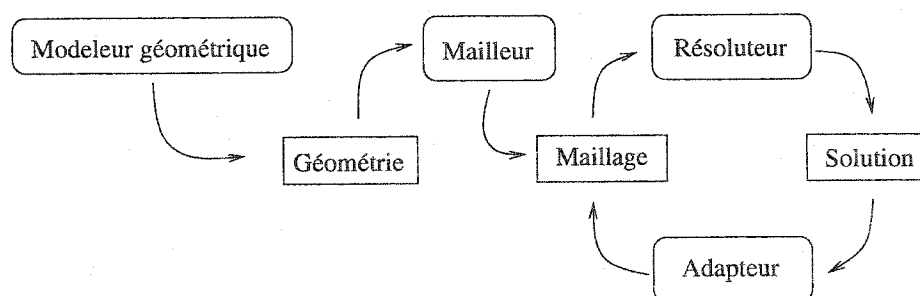 Modeleur géométrique
Mailleur
Résoluteur
Géométrie
Maillage
Solution
Adapteur